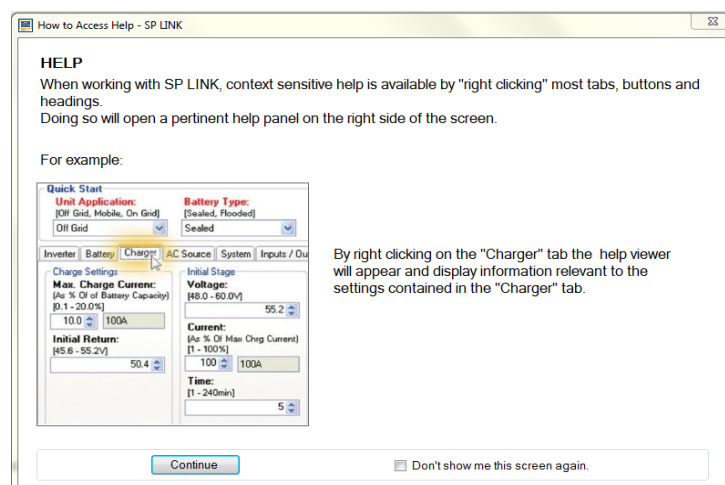 How to Access Help - SP LINK
HELP
When working with SP LINK, context sensitive help is available by "right clicking" most tabs, buttons and
headings.
Doing so will open a pertinent help panel on the right side of the screen.
For example:
Quick Start
Unit Application:
[Off Grid, Mobile, On Grid]
Off Grid
Battery Type:
[Sealed, Flooded]
Sealed
Inverter Battery Charger AC Source System Inputs / Ou
Charge Settings
Max. Charge Current:
(As % Of of Battery Capacity)
[0.1 - 20.0%]
10.0 100A
Initial Return:
[45.6 - 55.2V]
50.4
Initial Stage
Voltage:
[48.0 - 60.0V]
55.2
Current:
(As % Of Max Chrg Current)
[1 - 100%]
100 100A
Time:
[1 - 240min]
5
By right clicking on the "Charger" tab the help viewer
will appear and display information relevant to the
settings contained in the "Charger" tab.
Continue
Don't show me this screen again.